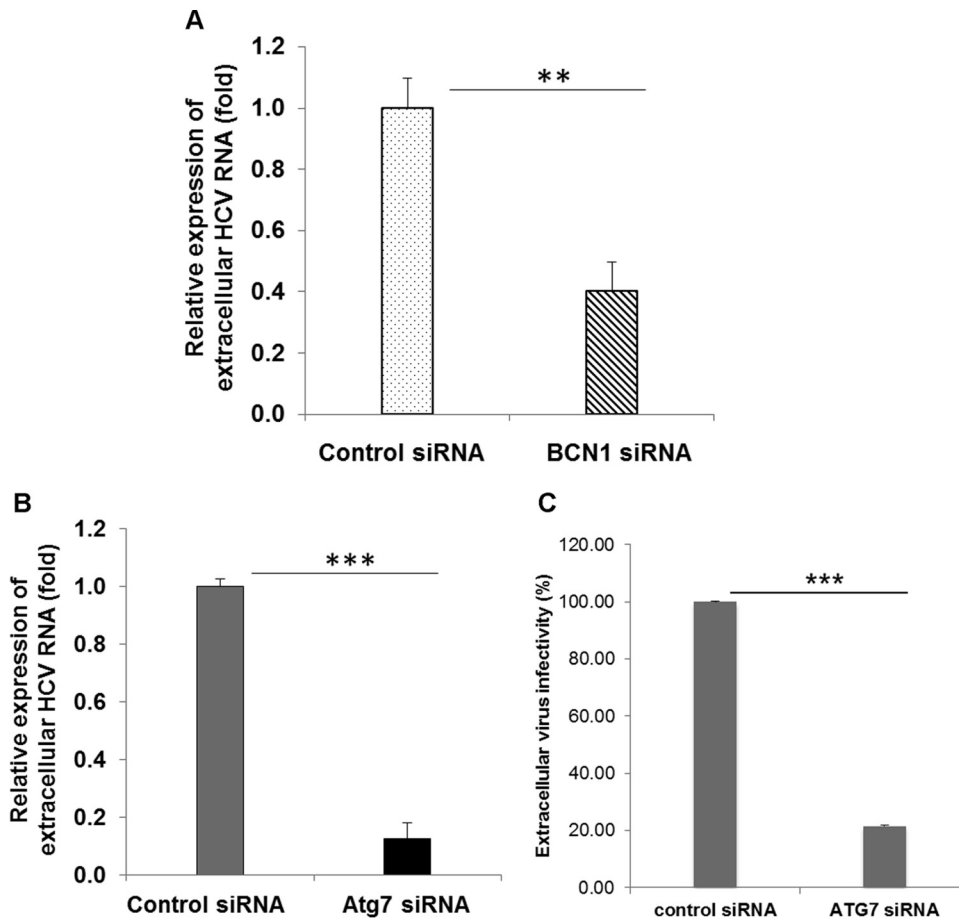 A
Relative expression of
extracellular HCV RNA (fold)
1.2
1.0
0.8
0.6
0.4
0.2
0.0
**
Control siRNA
BCN1 siRNA
B
Relative expression of
extracellular HCV RNA (fold)
1.2
1.0
0.8
0.6
0.4
0.2
0.0
***
Control siRNA
Atg7 siRNA
C
Extracellular virus infectivity (%)
120.00
100.00
80.00
60.00
40.00
20.00
0.00
***
control siRNA
ATG7 siRNA